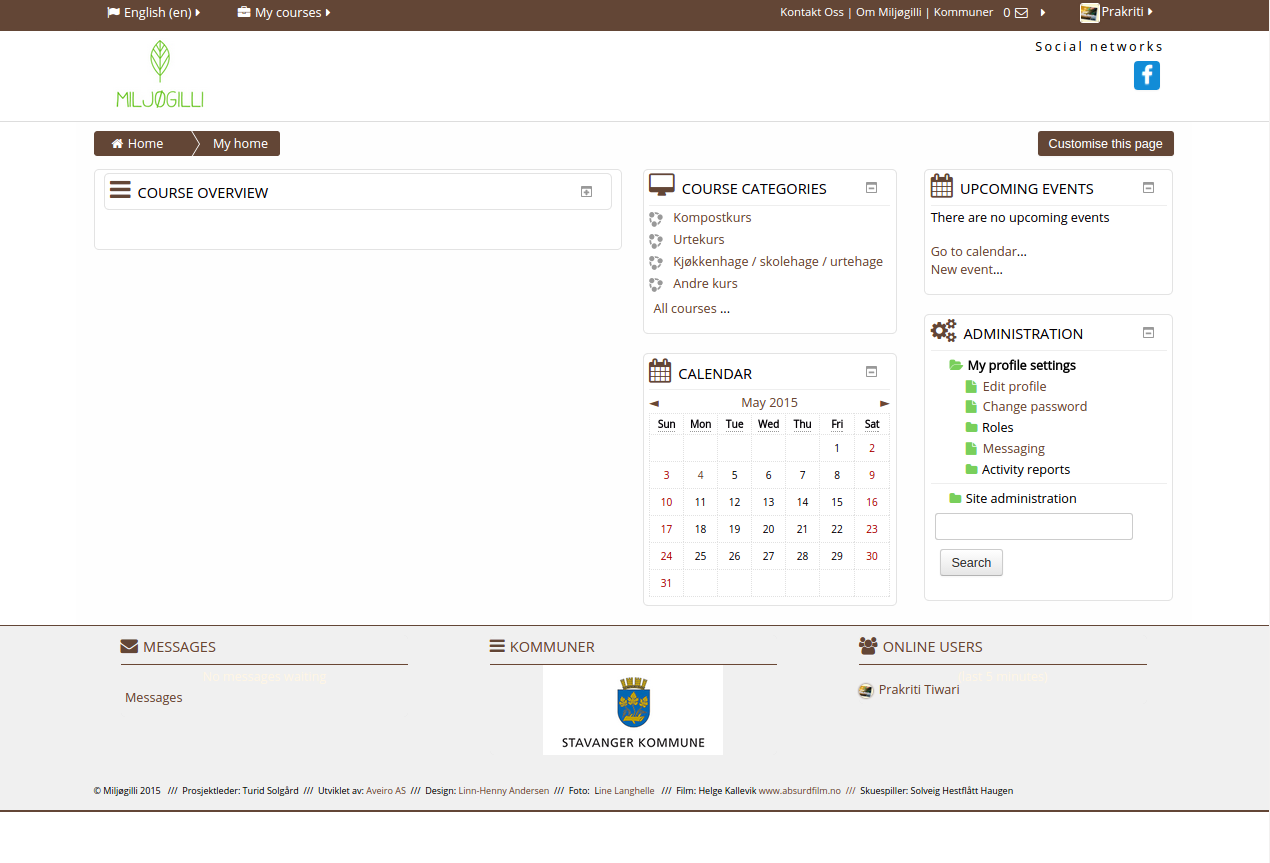 English (en) My courses Kontakt Oss | Om Miljøgilli | Kommuner 0 Prakriti
Social networks
MILJØGILLI
Home My home Customise this page
COURSE OVERVIEW
COURSE CATEGORIES
Kompostkurs
Urtekurs
Kjøkkenhage / skolehage / urtehage
Andre kurs
All courses ...
CALENDAR
◄ May 2015 ►
Sun Mon Tue Wed Thu Fri Sat
1 2
3 4 5 6 7 8 9
10 11 12 13 14 15 16
17 18 19 20 21 22 23
24 25 26 27 28 29 30
31
UPCOMING EVENTS
There are no upcoming events
Go to calendar...
New event...
ADMINISTRATION
My profile settings
Edit profile
Change password
Roles
Messaging
Activity reports
Site administration
Search
MESSAGES
No messages waiting
Messages
KOMMUNER
STAVANGER KOMMUNE
ONLINE USERS
(last 5 minutes)
Prakriti Tiwari
© Miljøgilli 2015 /// Prosjektleder: Turid Solgård /// Utviklet av: Aveiro AS /// Design: Linn-Henny Andersen /// Foto: Line Langhelle /// Film: Helge Kallevik www.absurdfilm.no /// Skuespiller: Solveig Hestflått Haugen